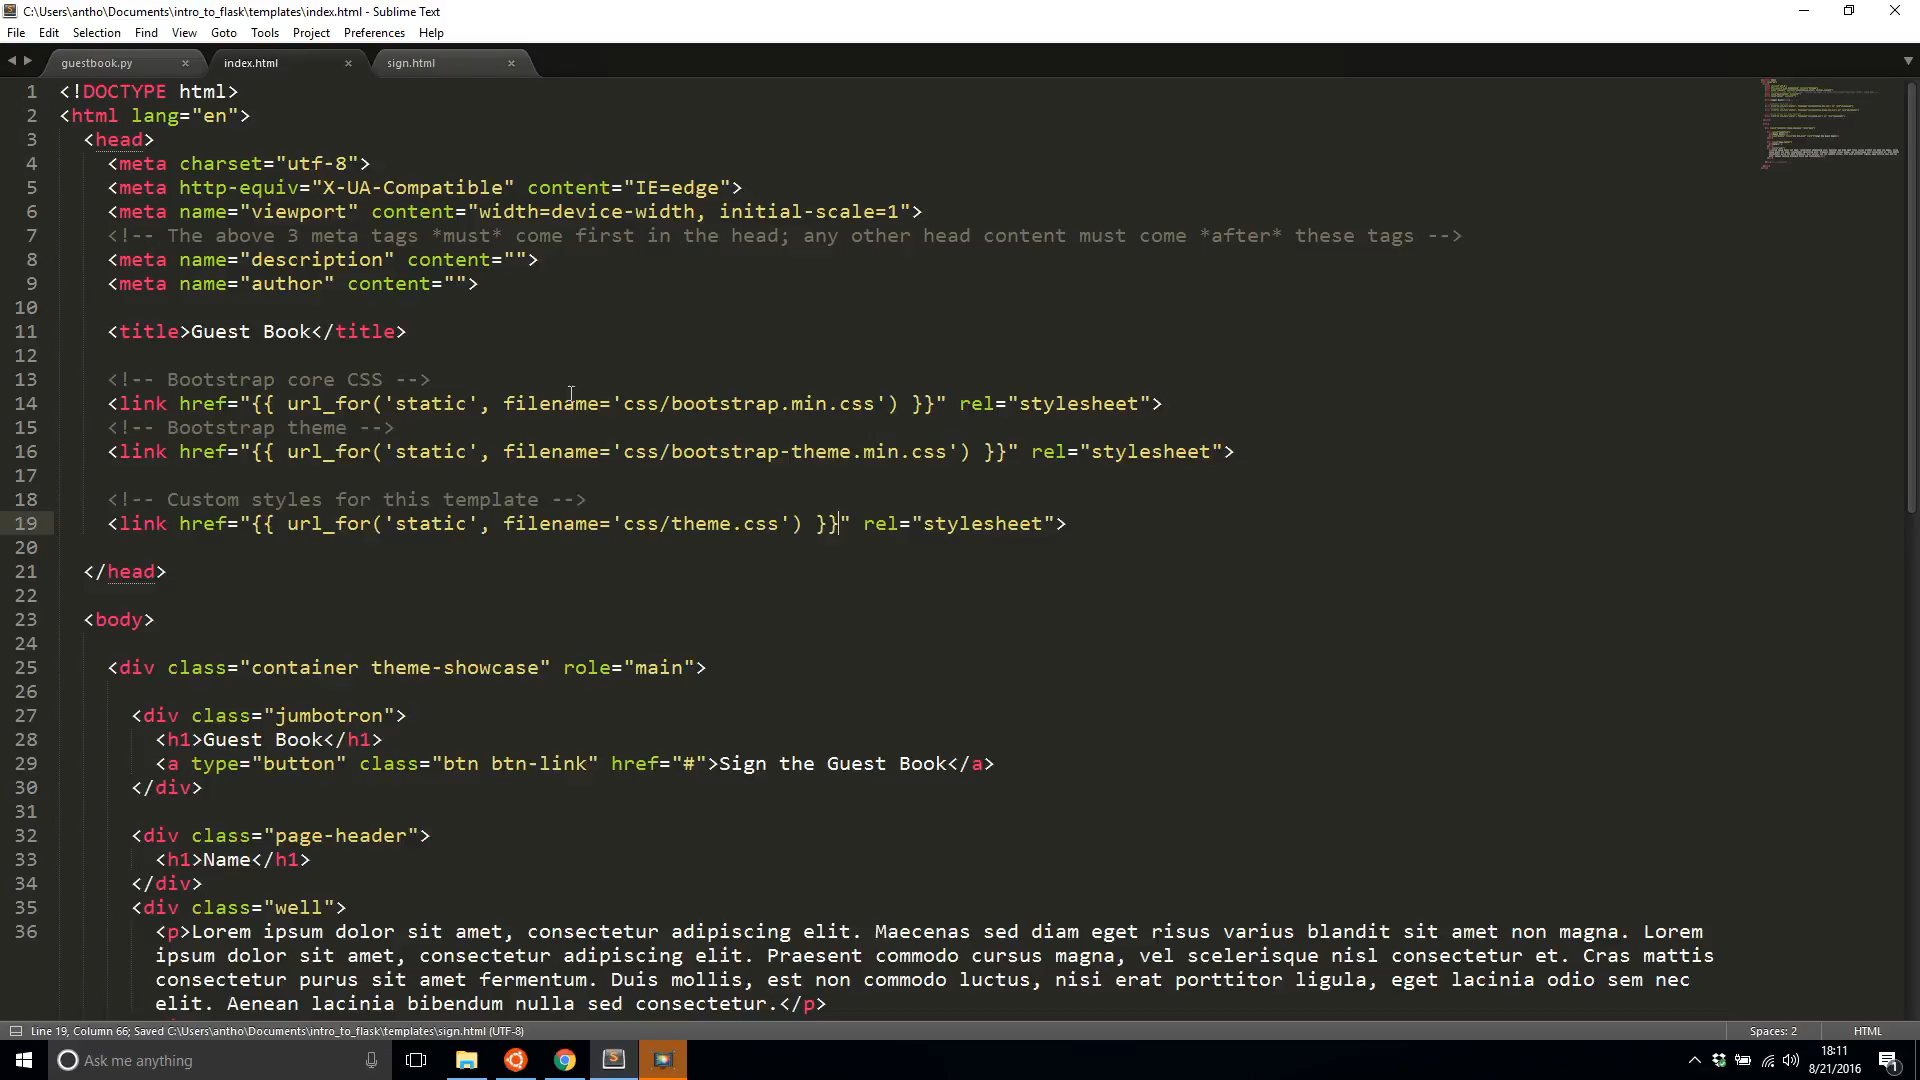 C:\Users\antho\Documents\intro_to_flask\templates\index.html - Sublime Text
File Edit Selection Find View Goto Tools Project Preferences Help
guestbook.py × index.html × sign.html ×
1 <!DOCTYPE html>
2 <html lang="en">
3 <head>
4 <meta charset="utf-8">
5 <meta http-equiv="X-UA-Compatible" content="IE=edge">
6 <meta name="viewport" content="width=device-width, initial-scale=1">
7 <!-- The above 3 meta tags *must* come first in the head; any other head content must come *after* these tags -->
8 <meta name="description" content="">
9 <meta name="author" content="">
10
11 <title>Guest Book</title>
12
13 <!-- Bootstrap core CSS -->
14 <link href="{{ url_for('static', filename='css/bootstrap.min.css') }}" rel="stylesheet">
15 <!-- Bootstrap theme -->
16 <link href="{{ url_for('static', filename='css/bootstrap-theme.min.css') }}" rel="stylesheet">
17
18 <!-- Custom styles for this template -->
19 <link href="{{ url_for('static', filename='css/theme.css') }}" rel="stylesheet">
20
21 </head>
22
23 <body>
24
25 <div class="container theme-showcase" role="main">
26
27 <div class="jumbotron">
28 <h1>Guest Book</h1>
29 <a type="button" class="btn btn-link" href="#">Sign the Guest Book</a>
30 </div>
31
32 <div class="page-header">
33 <h1>Name</h1>
34 </div>
35 <div class="well">
36 <p>Lorem ipsum dolor sit amet, consectetur adipiscing elit. Maecenas sed diam eget risus varius blandit sit amet non magna. Lorem
ipsum dolor sit amet, consectetur adipiscing elit. Praesent commodo cursus magna, vel scelerisque nisl consectetur et. Cras mattis
consectetur purus sit amet fermentum. Duis mollis, est non commodo luctus, nisi erat porttitor ligula, eget lacinia odio sem nec
elit. Aenean lacinia bibendum nulla sed consectetur.</p>
Line 19, Column 66; Saved C:\Users\antho\Documents\intro_to_flask\templates\sign.html (UTF-8) Spaces: 2 HTML
Ask me anything
18:11
8/21/2016
1